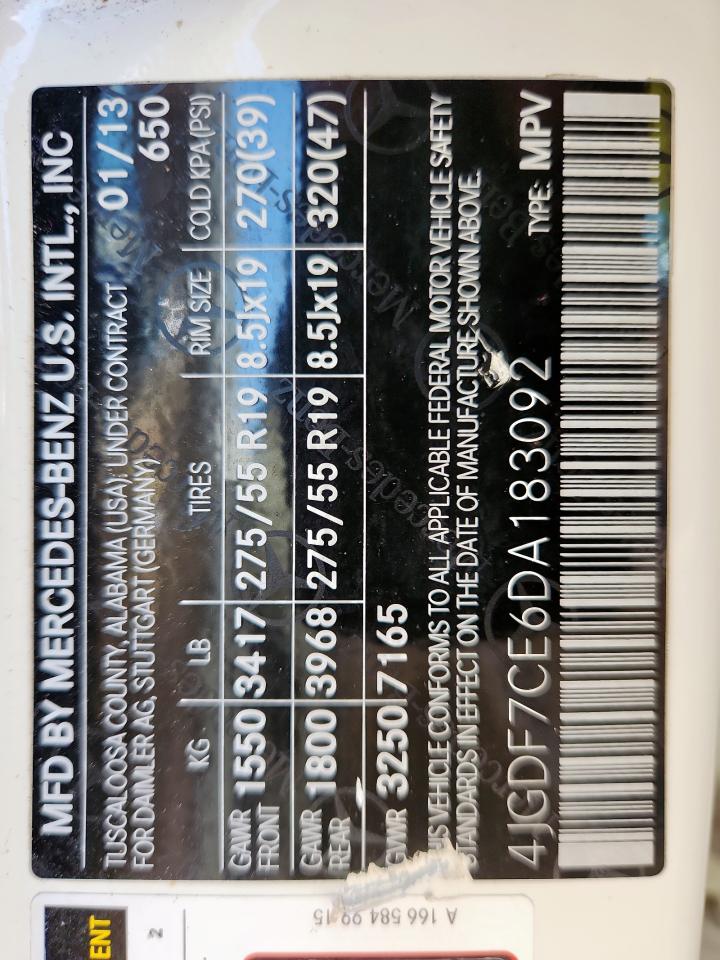 MFD BY MERCEDES-BENZ U.S. INTL., INC
TUSCALOOSA COUNTY, ALABAMA (USA); UNDER CONTRACT 01/13
FOR DAIMLER AG, STUTTGART (GERMANY) 650
KG LB TIRES RIM SIZE COLD KPA(PSI)
GAWR
FRONT 1550 3417 275/55 R19 8.5Jx19 270(39)
GAWR
REAR 1800 3968 275/55 R19 8.5Jx19 320(47)
GVWR 3250 7165
VEHICLE CONFORMS TO ALL APPLICABLE FEDERAL MOTOR VEHICLE SAFETY
STANDARDS IN EFFECT ON THE DATE OF MANUFACTURE SHOWN ABOVE.
4JGDF7CE6DA183092 TYPE: MPV
A 166 584 99 15
2